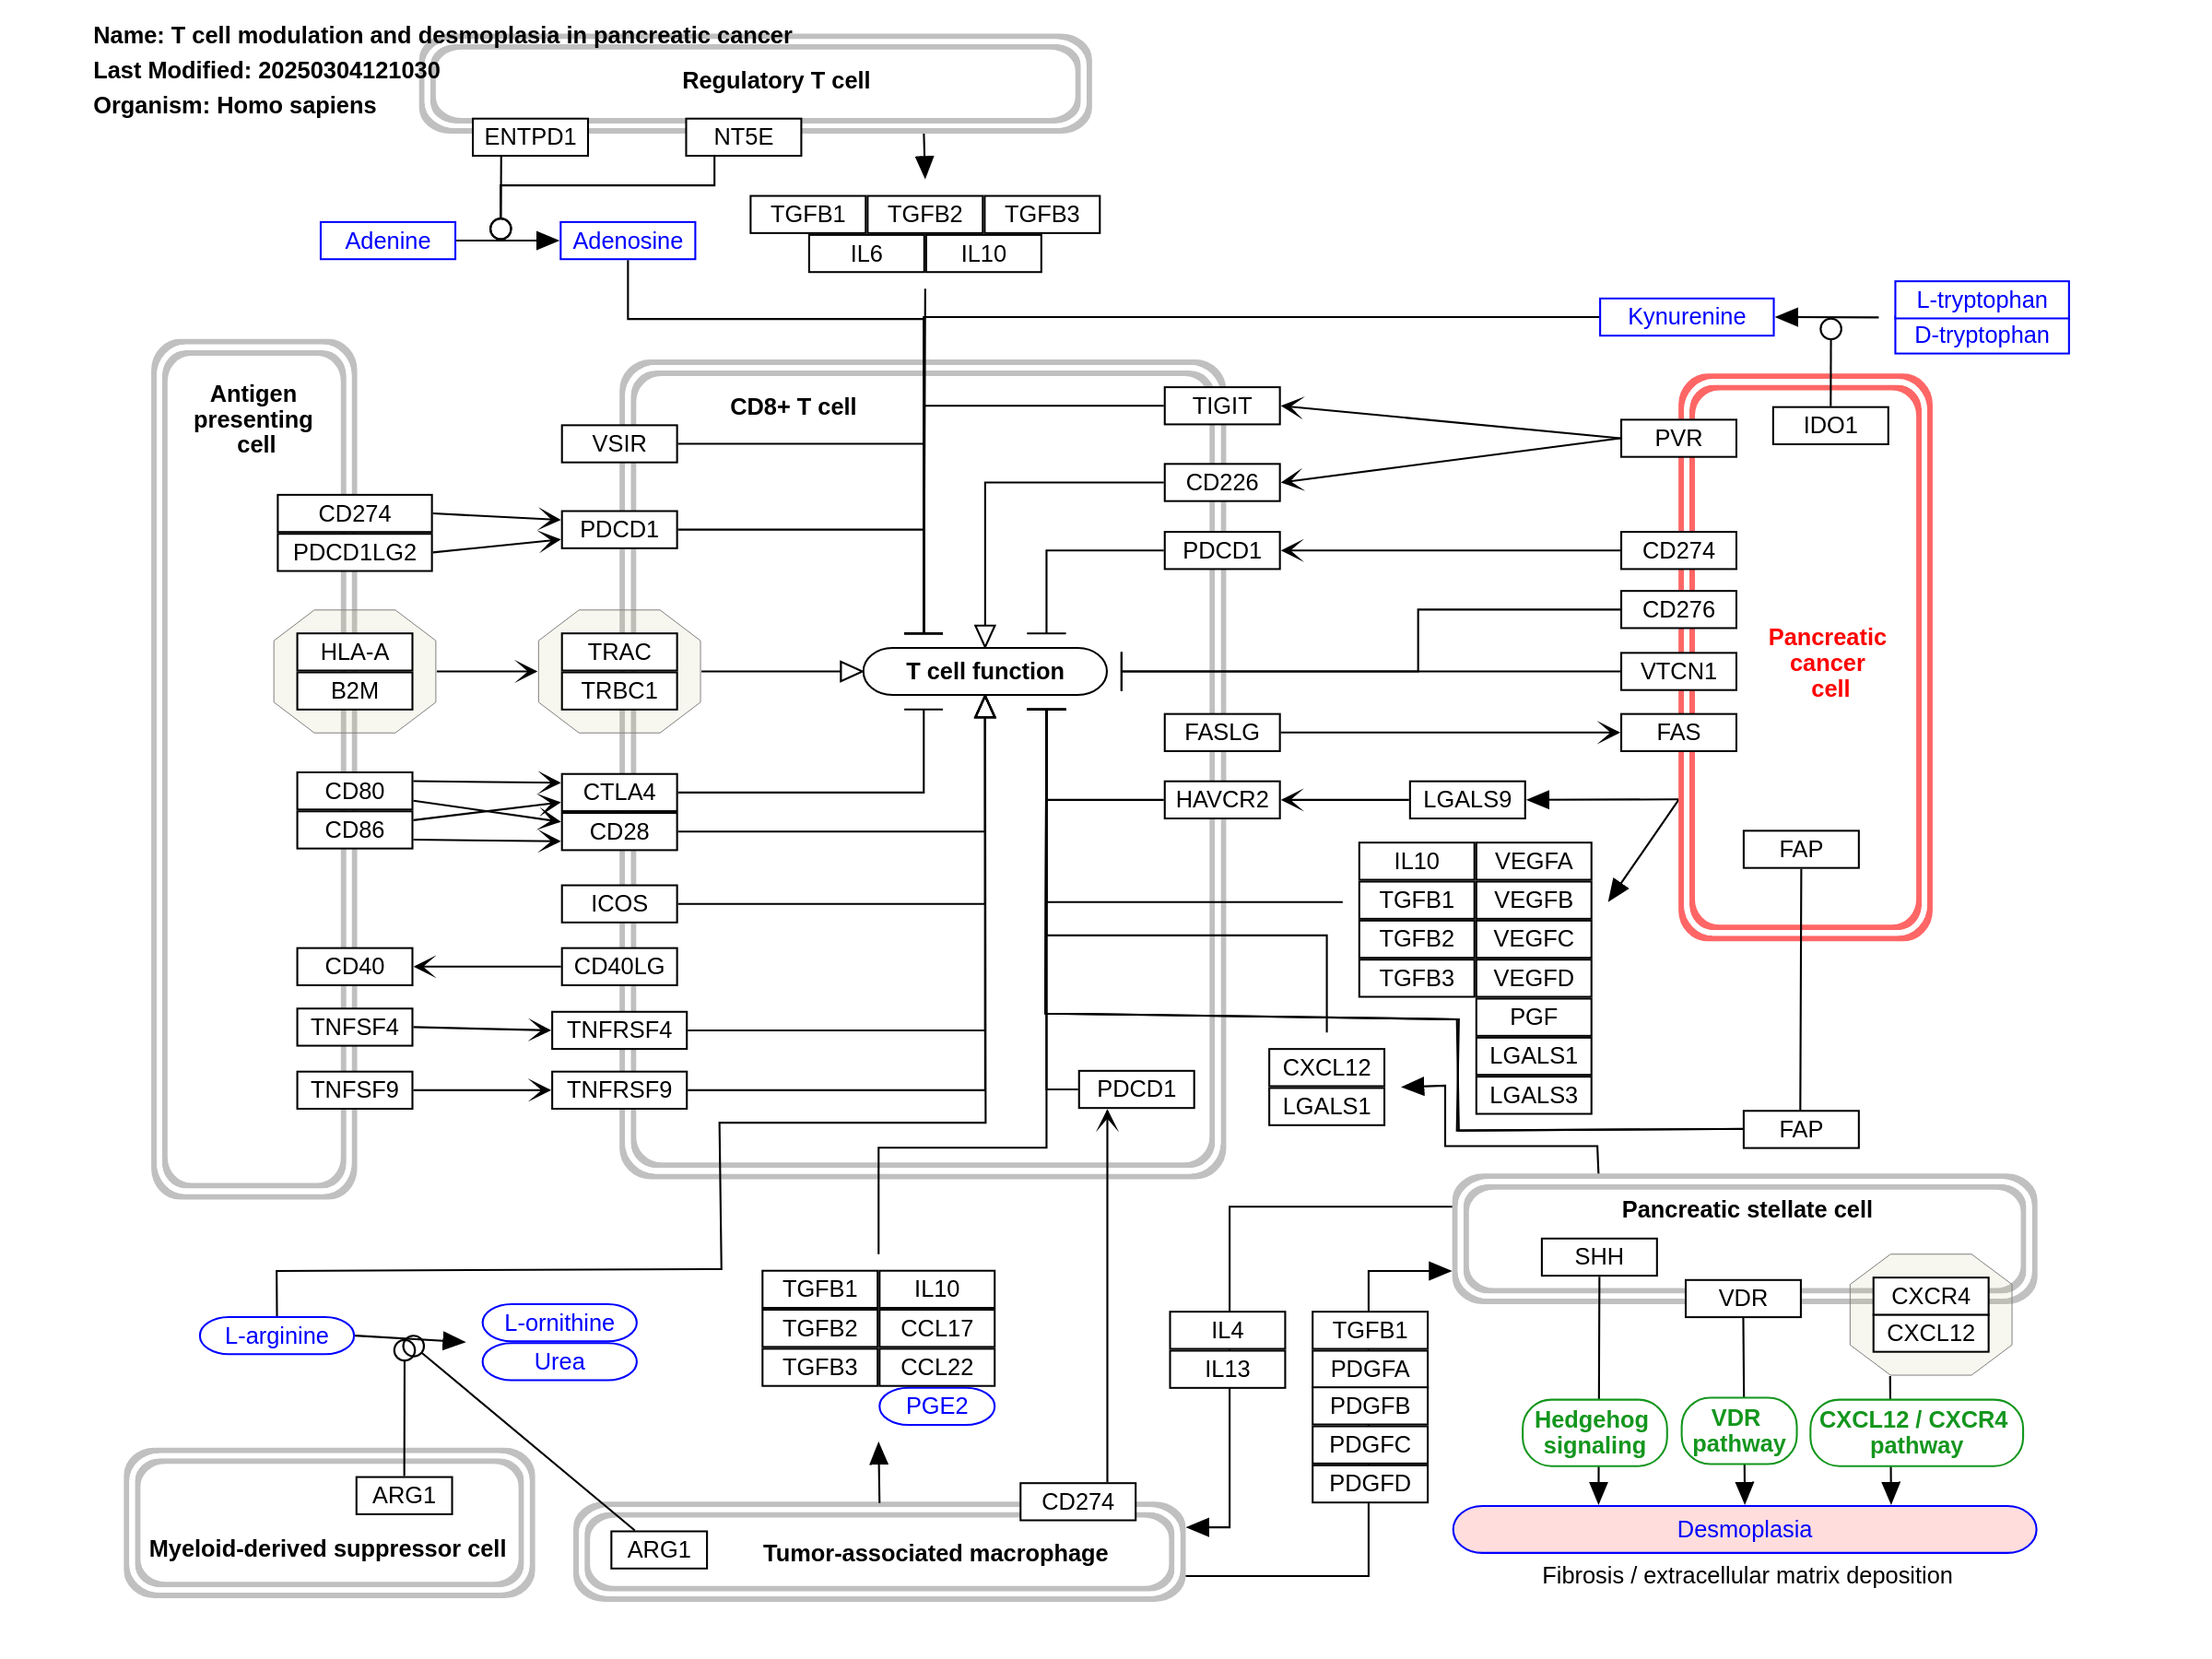 Name: T cell modulation and desmoplasia in pancreatic cancer
Last Modified: 20250304121030
Organism: Homo sapiens
Regulatory T cell
ENTPD1
NT5E
Adenine
Adenosine
TGFB1
TGFB2
TGFB3
IL6
IL10
Kynurenine
L-tryptophan
D-tryptophan
Antigen
presenting
cell
CD8+ T cell
VSIR
CD274
PDCD1LG2
PDCD1
HLA-A
B2M
TRAC
TRBC1
T cell function
CD80
CD86
CTLA4
CD28
ICOS
CD40
CD40LG
TNFSF4
TNFRSF4
TNFSF9
TNFRSF9
TIGIT
CD226
PDCD1
FASLG
HAVCR2
LGALS9
PVR
IDO1
CD274
CD276
VTCN1
FAS
Pancreatic
cancer
cell
FAP
IL10
VEGFA
TGFB1
VEGFB
TGFB2
VEGFC
TGFB3
VEGFD
PGF
LGALS1
LGALS3
CXCL12
LGALS1
PDCD1
FAP
Pancreatic stellate cell
SHH
VDR
CXCR4
CXCL12
L-arginine
L-ornithine
Urea
TGFB1
IL10
TGFB2
CCL17
TGFB3
CCL22
PGE2
IL4
IL13
TGFB1
PDGFA
PDGFB
PDGFC
PDGFD
Hedgehog
signaling
VDR
pathway
CXCL12 / CXCR4
pathway
Desmoplasia
Fibrosis / extracellular matrix deposition
ARG1
Myeloid-derived suppressor cell
CD274
ARG1
Tumor-associated macrophage